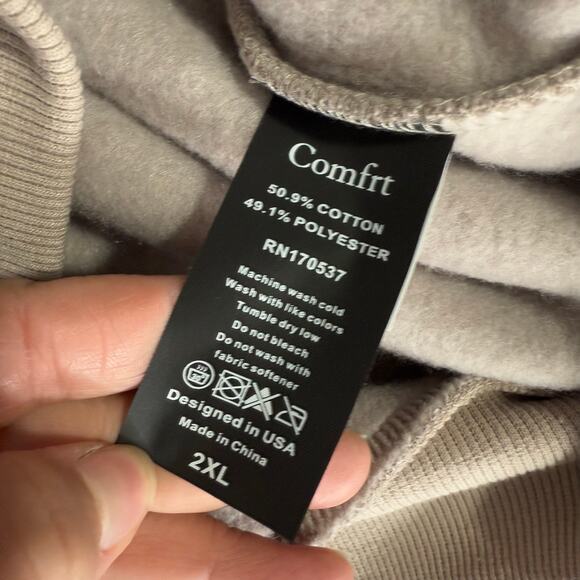 Comfrt
50.9% COTTON
49.1% POLYESTER
RN170537
Machine wash cold
Wash with like colors
Tumble dry low
Do not bleach
Do not wash with
fabric softener
Designed in USA
Made in China
2XL